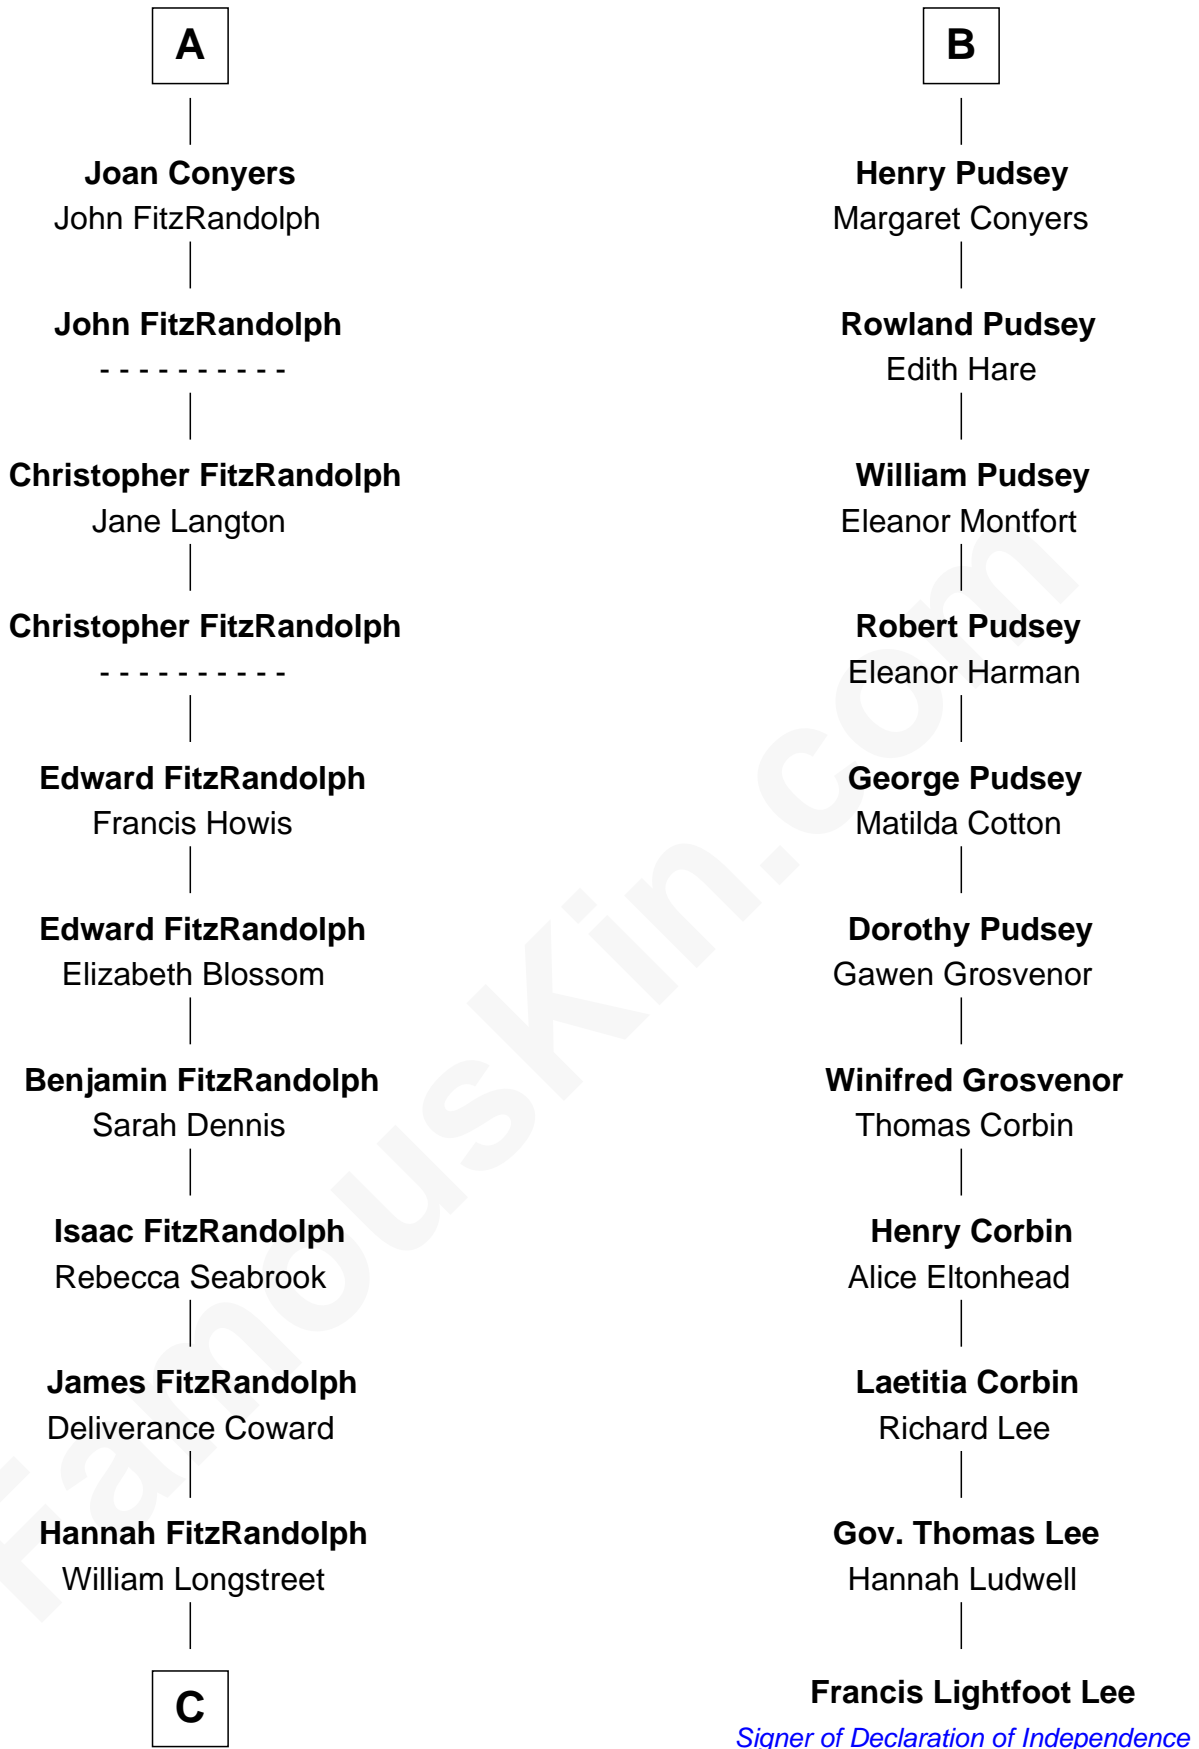 A
Joan Conyers
John FitzRandolph
John FitzRandolph
- - - - - - - - - -
Christopher FitzRandolph
Jane Langton
Christopher FitzRandolph
- - - - - - - - - -
Edward FitzRandolph
Francis Howis
Edward FitzRandolph
Elizabeth Blossom
Benjamin FitzRandolph
Sarah Dennis
Isaac FitzRandolph
Rebecca Seabrook
James FitzRandolph
Deliverance Coward
Hannah FitzRandolph
William Longstreet
C
B
Henry Pudsey
Margaret Conyers
Rowland Pudsey
Edith Hare
William Pudsey
Eleanor Montfort
Robert Pudsey
Eleanor Harman
George Pudsey
Matilda Cotton
Dorothy Pudsey
Gawen Grosvenor
Winifred Grosvenor
Thomas Corbin
Henry Corbin
Alice Eltonhead
Laetitia Corbin
Richard Lee
Gov. Thomas Lee
Hannah Ludwell
Francis Lightfoot Lee
Signer of Declaration of Independence
FamousKin.com